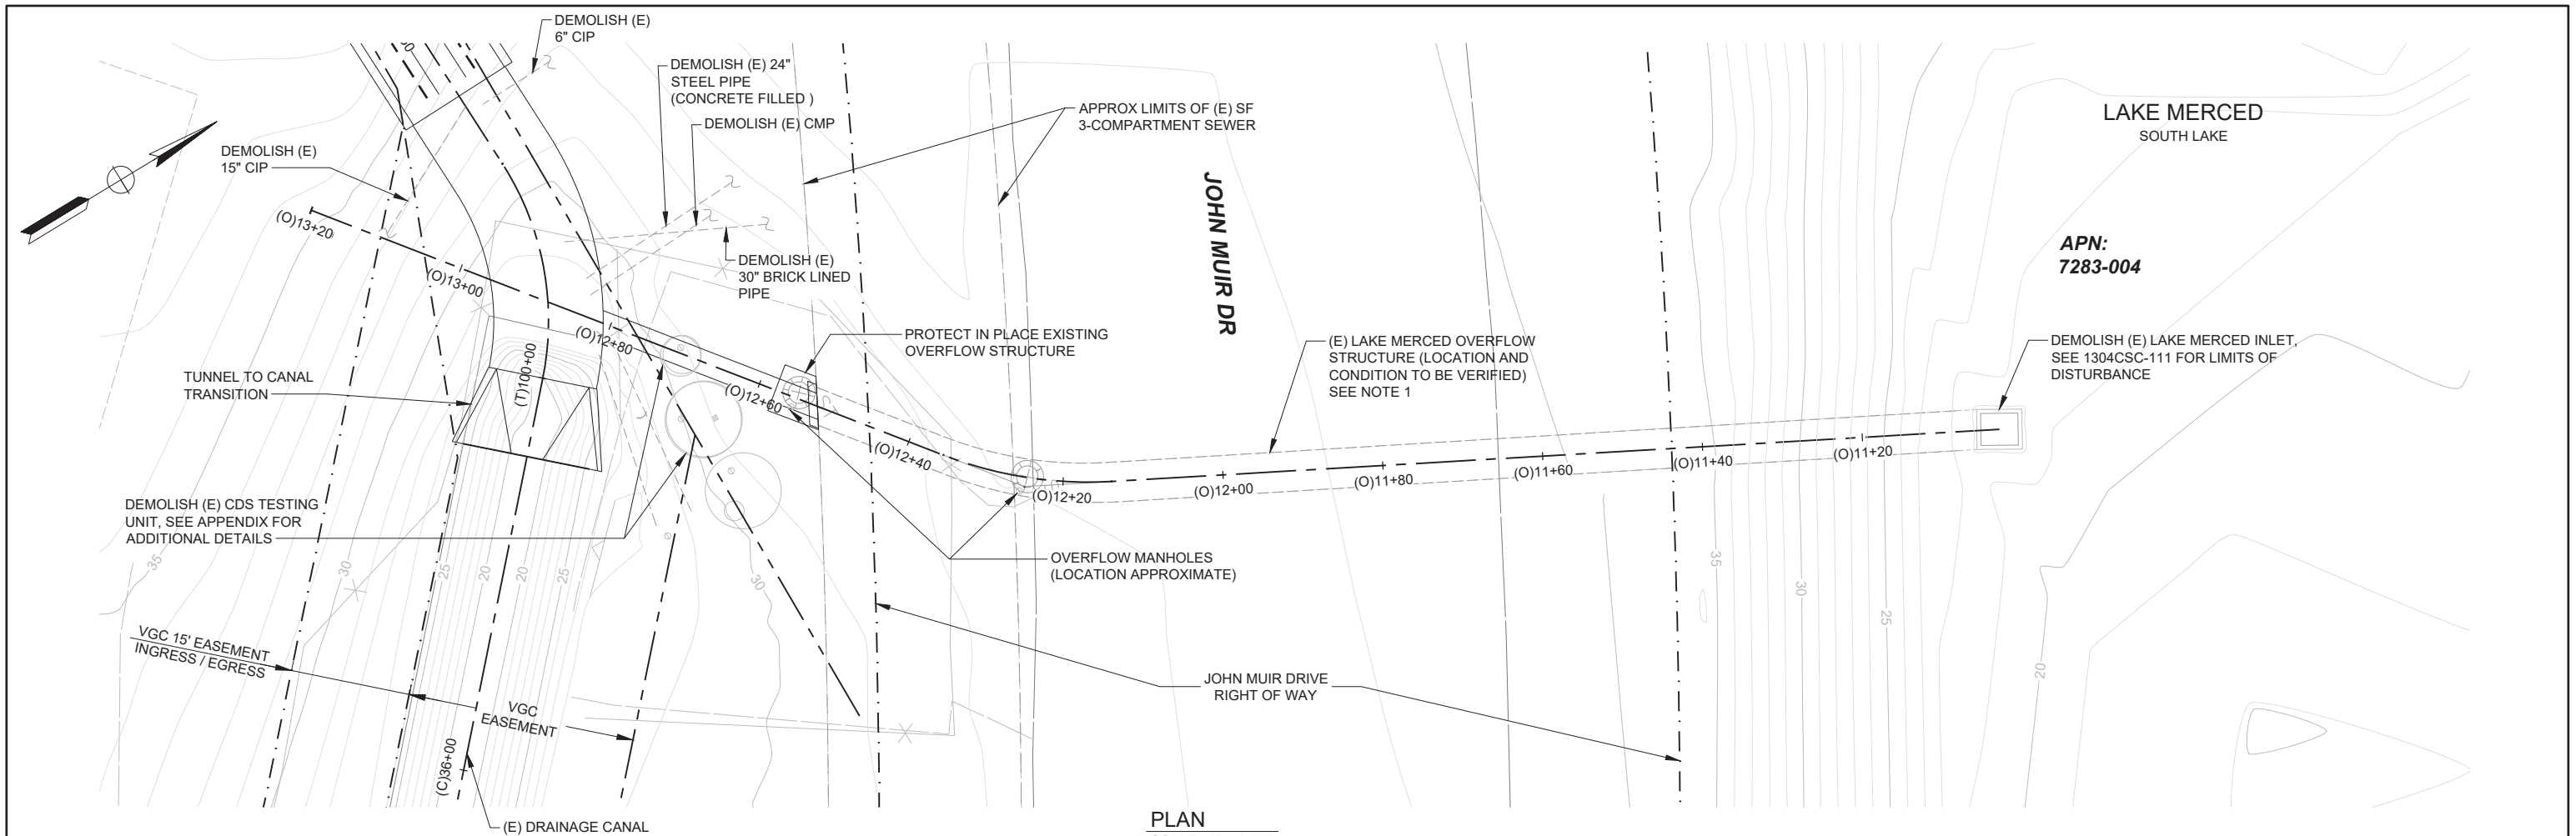 DEMOLISH (E)
6" CIP
DEMOLISH (E) 24"
STEEL PIPE
(CONCRETE FILLED )
DEMOLISH (E) CMP
APPROX LIMITS OF (E) SF
3-COMPARTMENT SEWER
LAKE MERCED
SOUTH LAKE
DEMOLISH (E)
15" CIP
JOHN MUIR DR
(O)13+20
(O)13+00
DEMOLISH (E)
30" BRICK LINED
PIPE
APN:
7283-004
(O)12+80
PROTECT IN PLACE EXISTING
OVERFLOW STRUCTURE
(E) LAKE MERCED OVERFLOW
STRUCTURE (LOCATION AND
CONDITION TO BE VERIFIED)
SEE NOTE 1
DEMOLISH (E) LAKE MERCED INLET,
SEE 1304CSC-111 FOR LIMITS OF
DISTURBANCE
TUNNEL TO CANAL
TRANSITION
(T)100+00
(O)12+60
(O)12+40
(O)12+20
(O)12+00
(O)11+80
(O)11+60
(O)11+40
(O)11+20
DEMOLISH (E) CDS TESTING
UNIT, SEE APPENDIX FOR
ADDITIONAL DETAILS
OVERFLOW MANHOLES
(LOCATION APPROXIMATE)
35
30
25
20
20
25
30
35
30
25
20
VGC 15' EASEMENT
INGRESS / EGRESS
VGC
EASEMENT
JOHN MUIR DRIVE
RIGHT OF WAY
(C)36+00
(E) DRAINAGE CANAL
PLAN